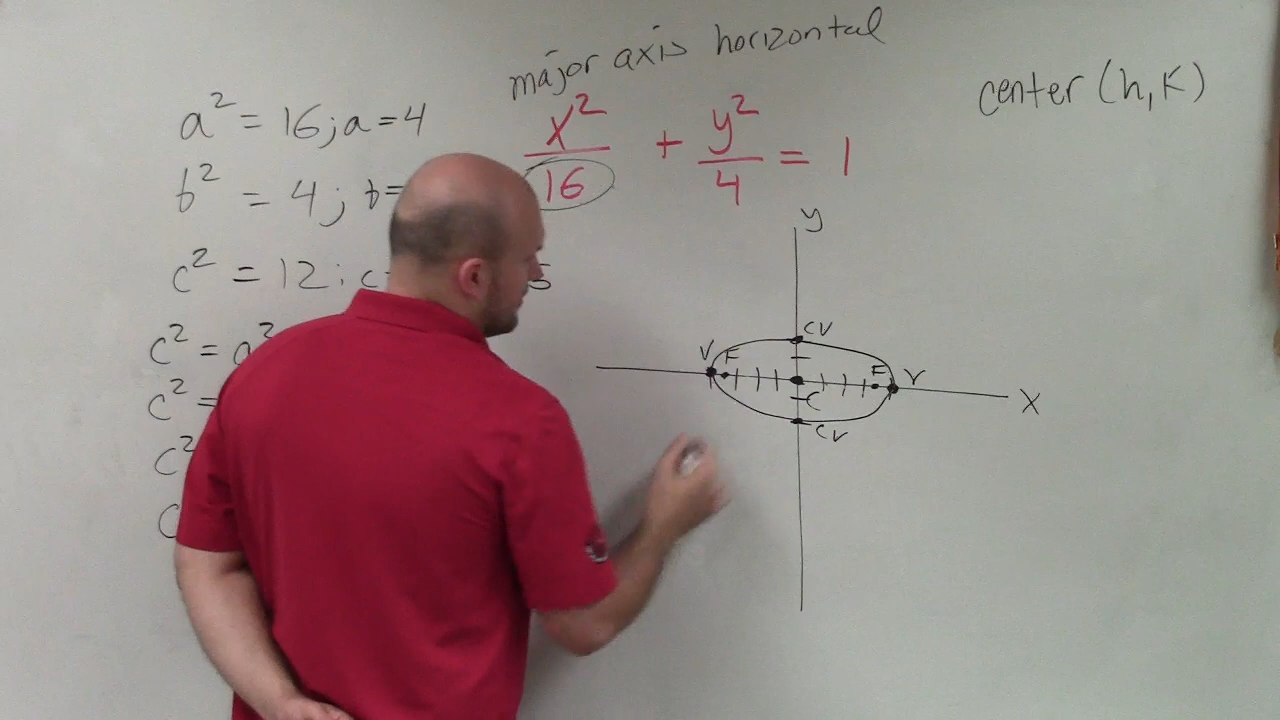 major axis horizontal
center (h,K)
a² = 16; a = 4
x²/16 + y²/4 = 1
b² = 4; b =
c² = 12; c
5
c² = a²
c² =
c²
c
y
CV
V F
F V
C
X
CV